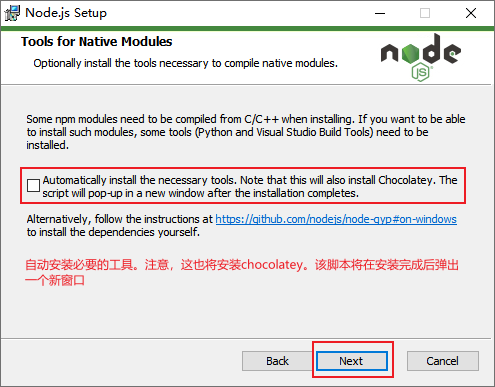 Node.js Setup
Tools for Native Modules
Optionally install the tools necessary to compile native modules.
node
JS
Some npm modules need to be compiled from C/C++ when installing. If you want to be able
to install such modules, some tools (Python and Visual Studio Build Tools) need to be
installed.
Automatically install the necessary tools. Note that this will also install Chocolatey. The
script will pop-up in a new window after the installation completes.
Alternatively, follow the instructions at https://github.com/nodejs/node-gyp#on-windows
to install the dependencies yourself.
自动安装必要的工具。注意，这也将安装chocolatey。该脚本将在安装完成后弹出
一个新窗口
Back Next Cancel